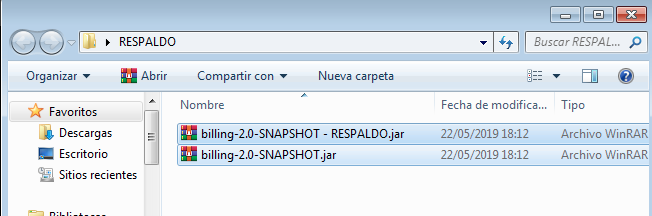 RESPALDO
Buscar RESPAL...
Organizar Abrir Compartir con Nueva carpeta
Favoritos
Descargas
Escritorio
Sitios recientes
Bibliotecas
Nombre Fecha de modifica... Tipo
billing-2.0-SNAPSHOT - RESPALDO.jar 22/05/2019 18:12 Archivo WinRAR
billing-2.0-SNAPSHOT.jar 22/05/2019 18:12 Archivo WinRAR